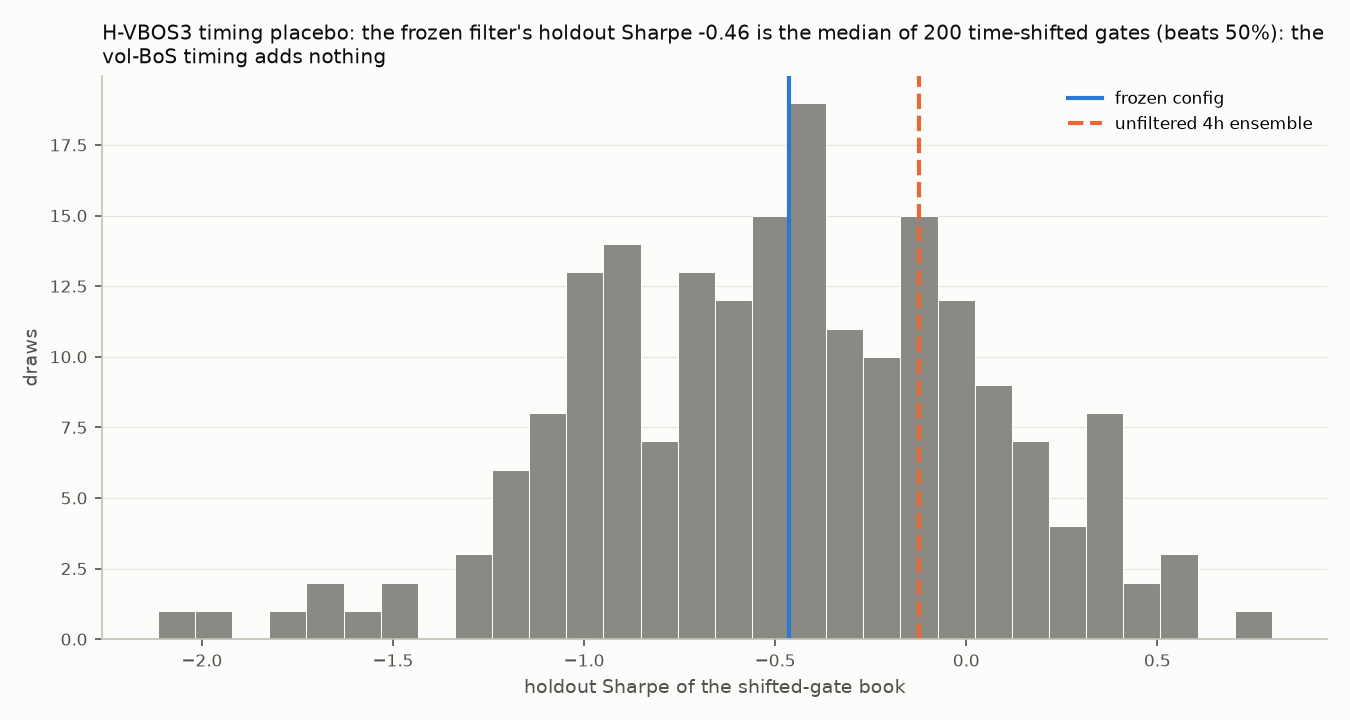 H-VBOS3 timing placebo: the frozen filter's holdout Sharpe -0.46 is the median of 200 time-shifted gates (beats 50%): the
vol-BoS timing adds nothing
frozen config
unfiltered 4h ensemble
17.5
15.0
12.5
10.0
7.5
5.0
2.5
0.0
draws
−2.0
−1.5
−1.0
−0.5
0.0
0.5
holdout Sharpe of the shifted-gate book